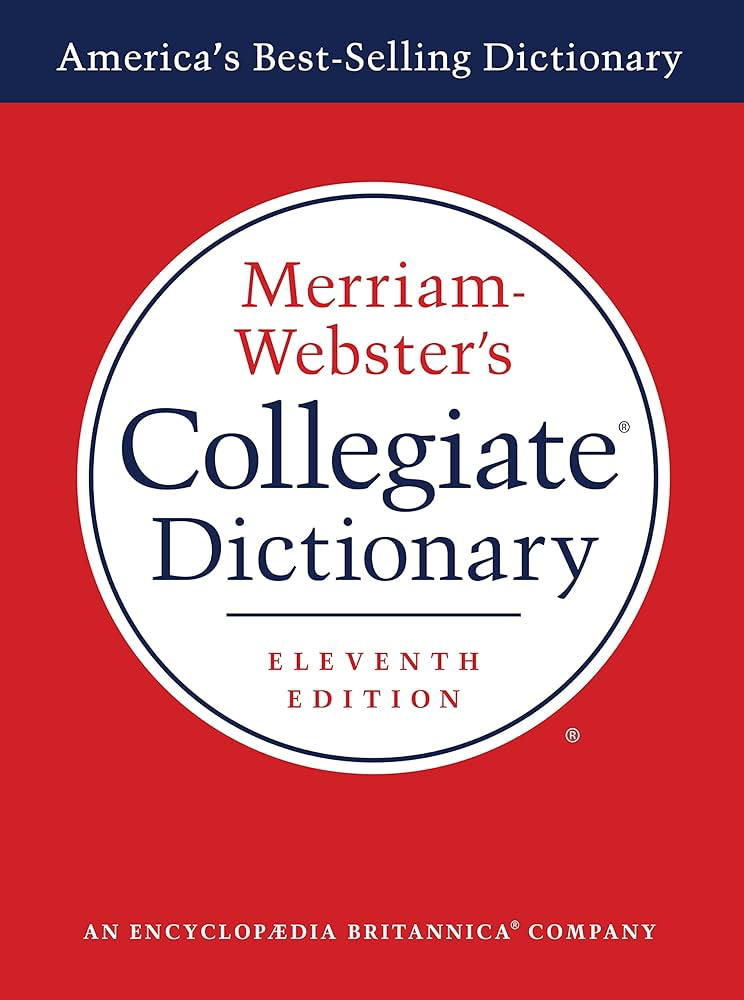 America's Best-Selling Dictionary
Merriam-
Webster's
Collegiate®
Dictionary
ELEVENTH
EDITION
®
AN ENCYCLOPÆDIA BRITANNICA® COMPANY